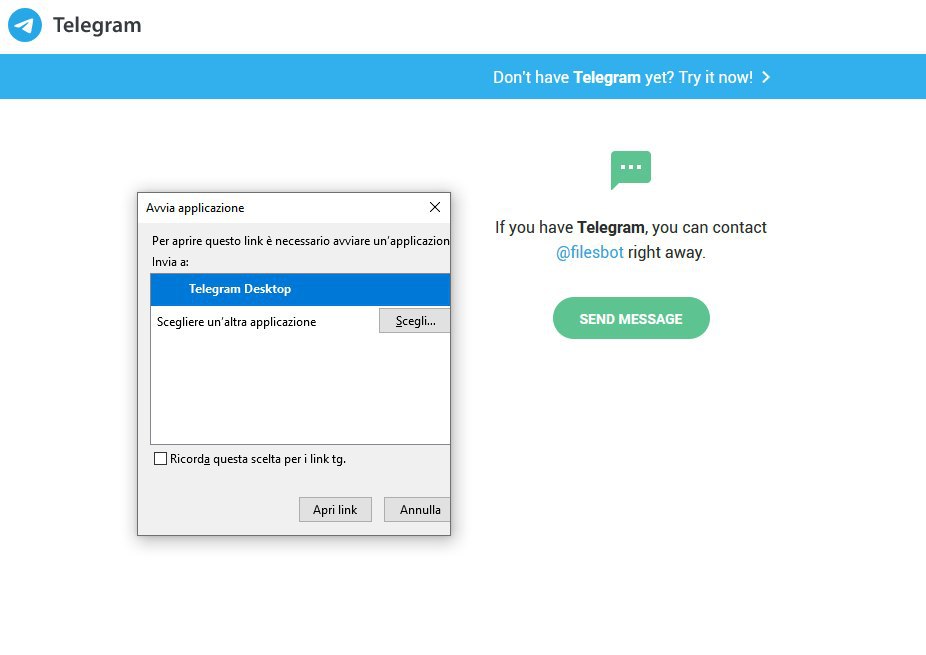 Telegram
Don't have Telegram yet? Try it now!
Avvia applicazione
Per aprire questo link è necessario avviare un'applicazion
Invia a:
Telegram Desktop
Scegliere un'altra applicazione
Scegli...
Ricorda questa scelta per i link tg.
Apri link
Annulla
If you have Telegram, you can contact
@filesbot right away.
SEND MESSAGE